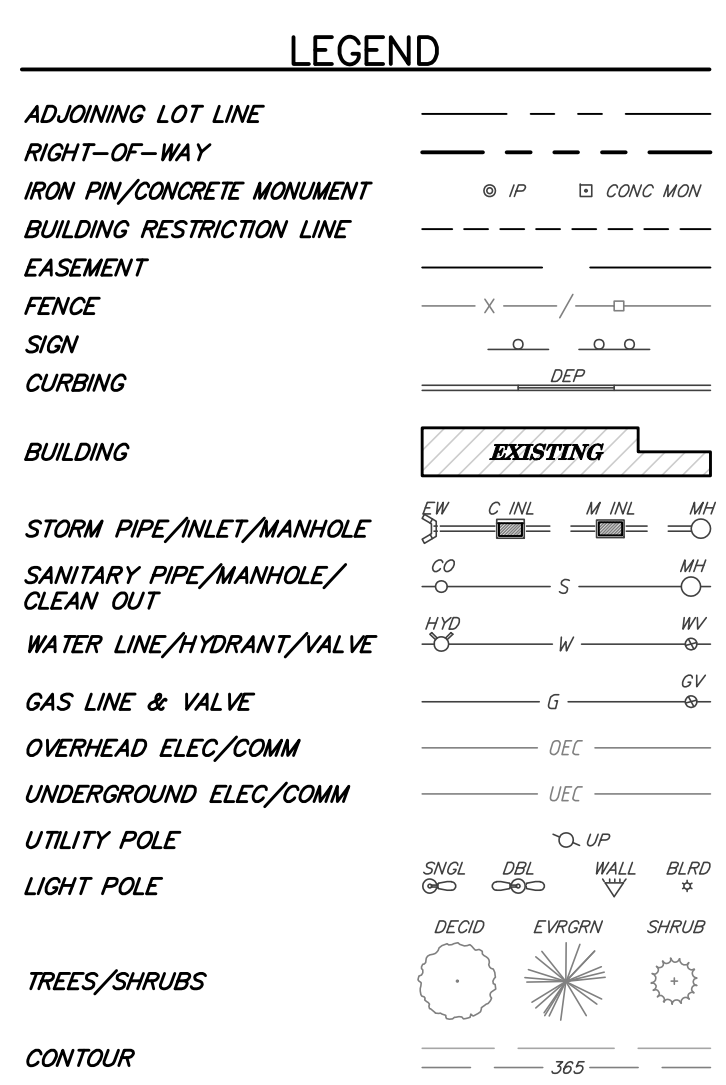 LEGEND
ADJOINING LOT LINE
RIGHT-OF-WAY
IRON PIN/CONCRETE MONUMENT IP CONC MON
BUILDING RESTRICTION LINE
EASEMENT
FENCE X /
SIGN
CURBING DEP
BUILDING EXISTING
EW C INL M INL MH
STORM PIPE/INLET/MANHOLE
CO MH
SANITARY PIPE/MANHOLE/
S
CLEAN OUT
HYD WV
WATER LINE/HYDRANT/VALVE W
GV
GAS LINE & VALVE G
OVERHEAD ELEC/COMM OEC
UNDERGROUND ELEC/COMM UEC
UTILITY POLE UP
SNGL DBL WALL BLRD
LIGHT POLE
DECID EVRGRN SHRUB
TREES/SHRUBS
CONTOUR 365